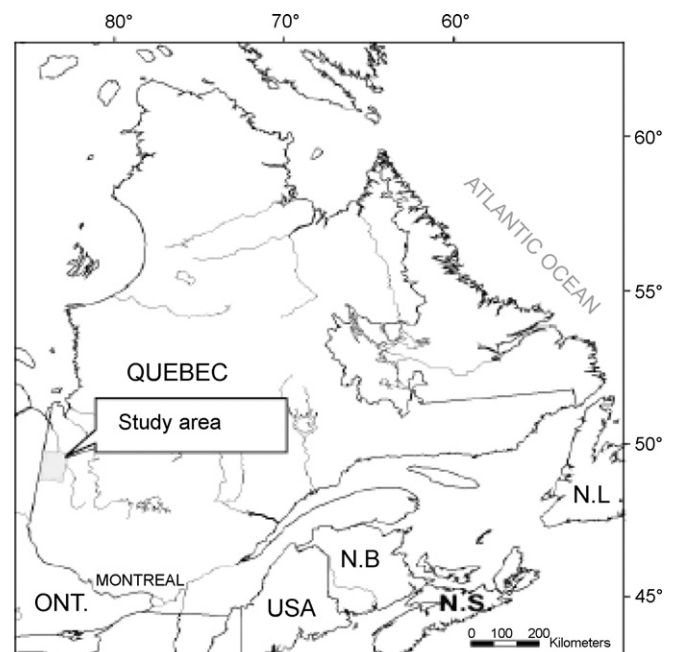 80° 70° 60°
60°
ATLANTIC OCEAN
55°
QUEBEC
Study area
50°
N.L
N.B
MONTREAL
ONT.
USA
N.S.
45°
0 100 200 Kilometers